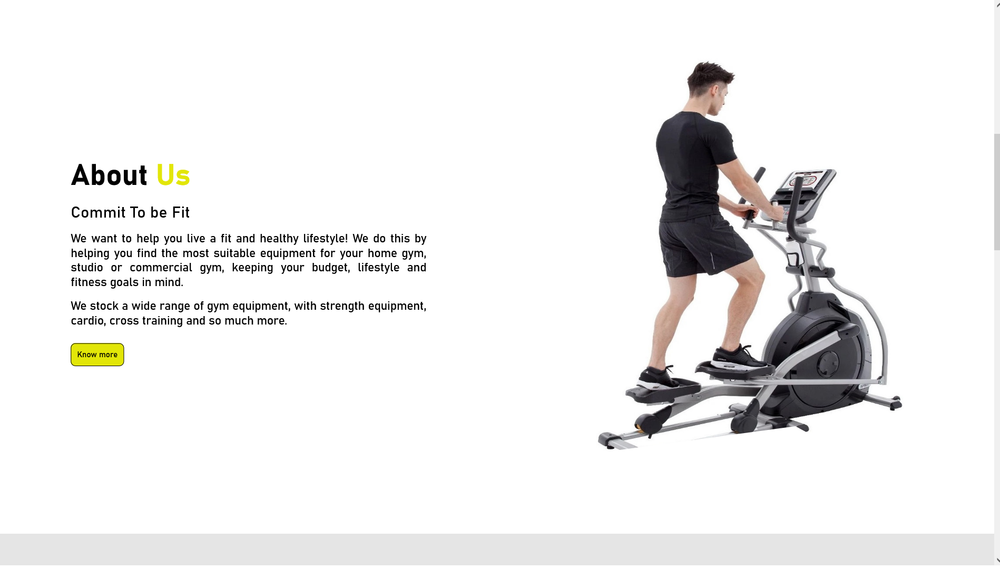 About Us
Commit To be Fit
We want to help you live a fit and healthy lifestyle! We do this by
helping you find the most suitable equipment for your home gym,
studio or commercial gym, keeping your budget, lifestyle and
fitness goals in mind.
We stock a wide range of gym equipment, with strength equipment,
cardio, cross training and so much more.
Know more